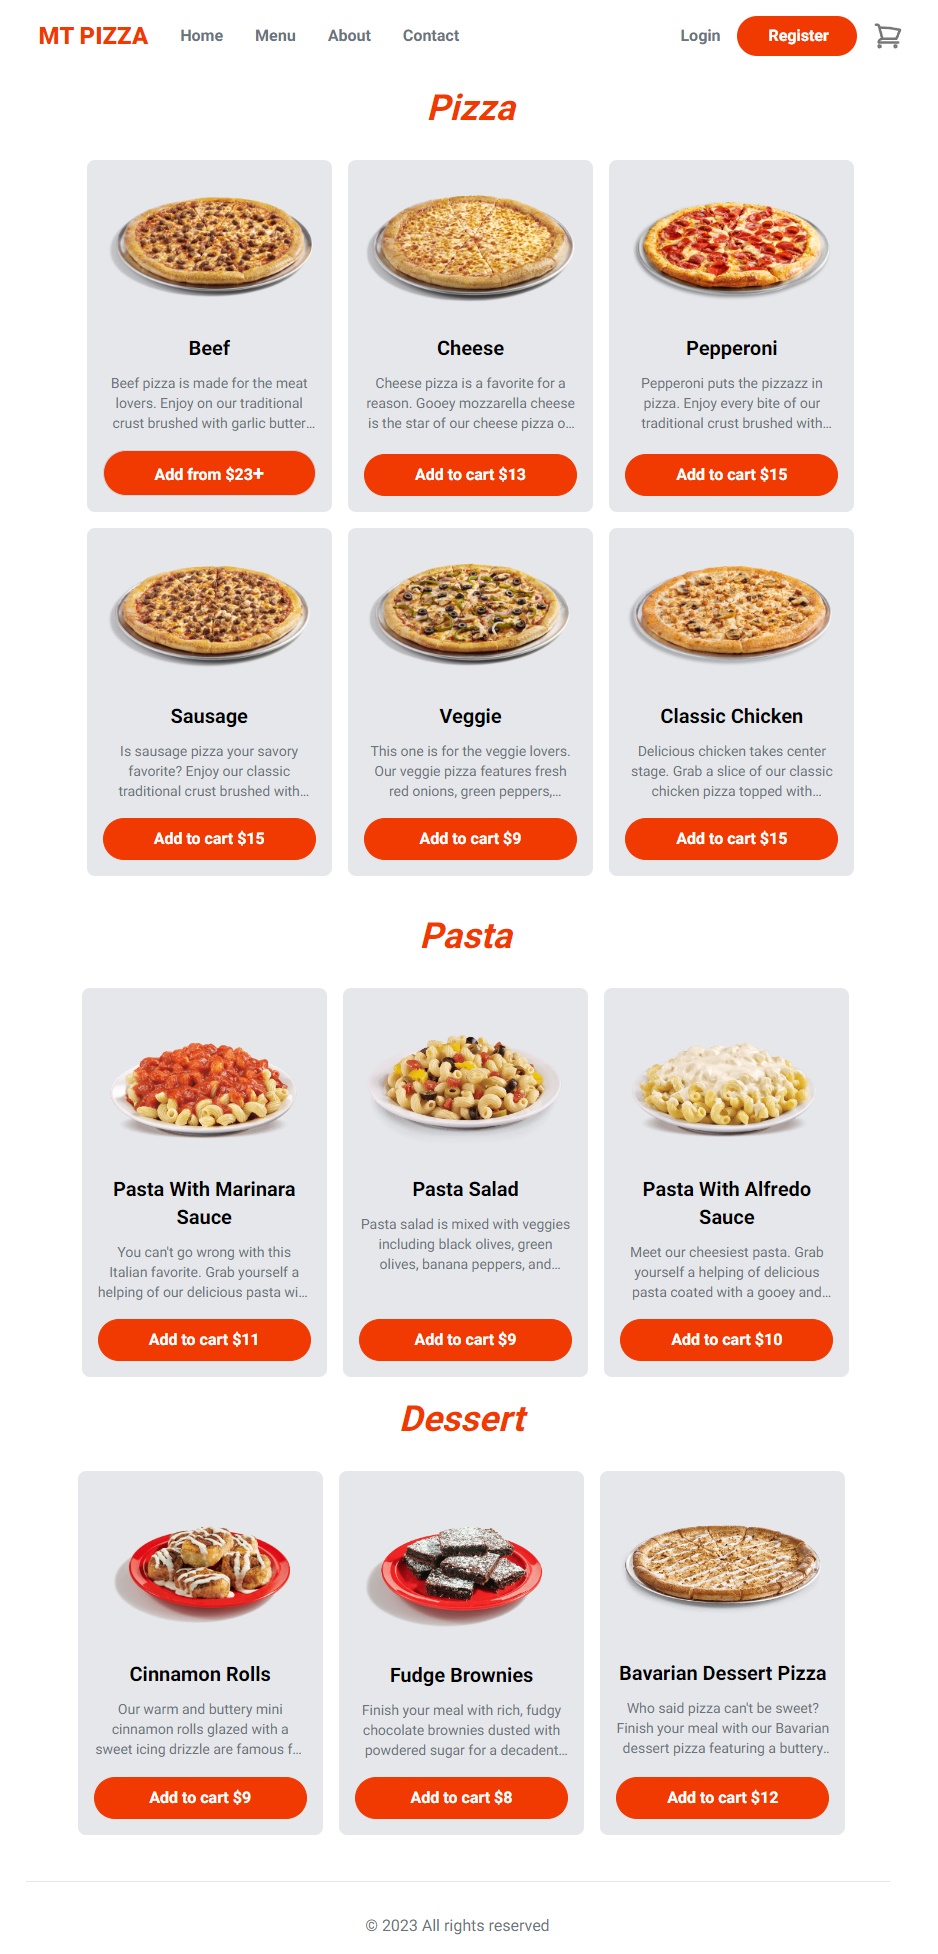 MT PIZZA Home Menu About Contact Login Register
Pizza
Beef
Beef pizza is made for the meat
lovers. Enjoy on our traditional
crust brushed with garlic butter...
Add from $23+
Cheese
Cheese pizza is a favorite for a
reason. Gooey mozzarella cheese
is the star of our cheese pizza o...
Add to cart $13
Pepperoni
Pepperoni puts the pizzazz in
pizza. Enjoy every bite of our
traditional crust brushed with...
Add to cart $15
Sausage
Is sausage pizza your savory
favorite? Enjoy our classic
traditional crust brushed with...
Add to cart $15
Veggie
This one is for the veggie lovers.
Our veggie pizza features fresh
red onions, green peppers,...
Add to cart $9
Classic Chicken
Delicious chicken takes center
stage. Grab a slice of our classic
chicken pizza topped with...
Add to cart $15
Pasta
Pasta With Marinara
Sauce
You can't go wrong with this
Italian favorite. Grab yourself a
helping of our delicious pasta wi...
Add to cart $11
Pasta Salad
Pasta salad is mixed with veggies
including black olives, green
olives, banana peppers, and...
Add to cart $9
Pasta With Alfredo
Sauce
Meet our cheesiest pasta. Grab
yourself a helping of delicious
pasta coated with a gooey and...
Add to cart $10
Dessert
Cinnamon Rolls
Our warm and buttery mini
cinnamon rolls glazed with a
sweet icing drizzle are famous f...
Add to cart $9
Fudge Brownies
Finish your meal with rich, fudgy
chocolate brownies dusted with
powdered sugar for a decadent...
Add to cart $8
Bavarian Dessert Pizza
Who said pizza can't be sweet?
Finish your meal with our Bavarian
dessert pizza featuring a buttery..
Add to cart $12
© 2023 All rights reserved